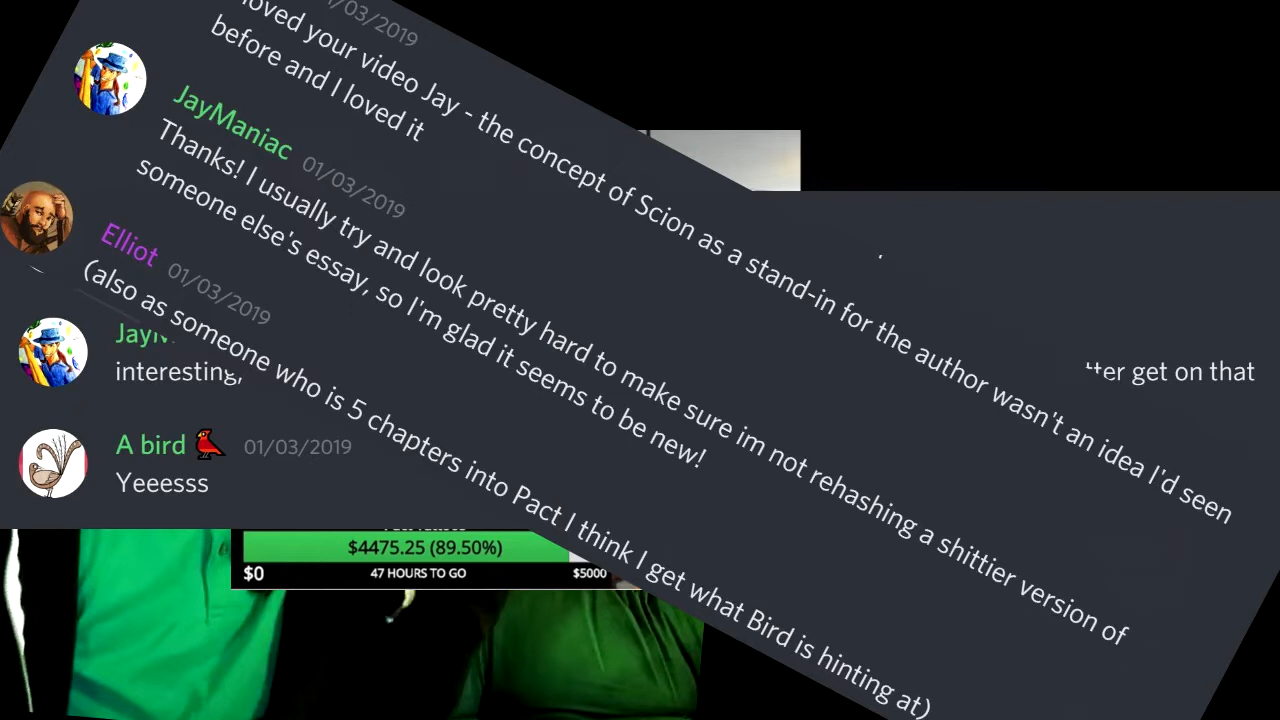 01/03/2019
loved your video Jay - the concept of Scion as a stand-in for the author wasn't an idea I'd seen
before and I loved it
JayManiac 01/03/2019
Thanks! I usually try and look pretty hard to make sure im not rehashing a shittier version of
someone else's essay, so I'm glad it seems to be new!
Elliot 01/03/2019
(also as someone who is 5 chapters into Pact I think I get what Bird is hinting at)
interesting,
get on that
A bird 01/03/2019
Yeeesss
$4475.25 (89.50%)
$0 47 HOURS TO GO $5000